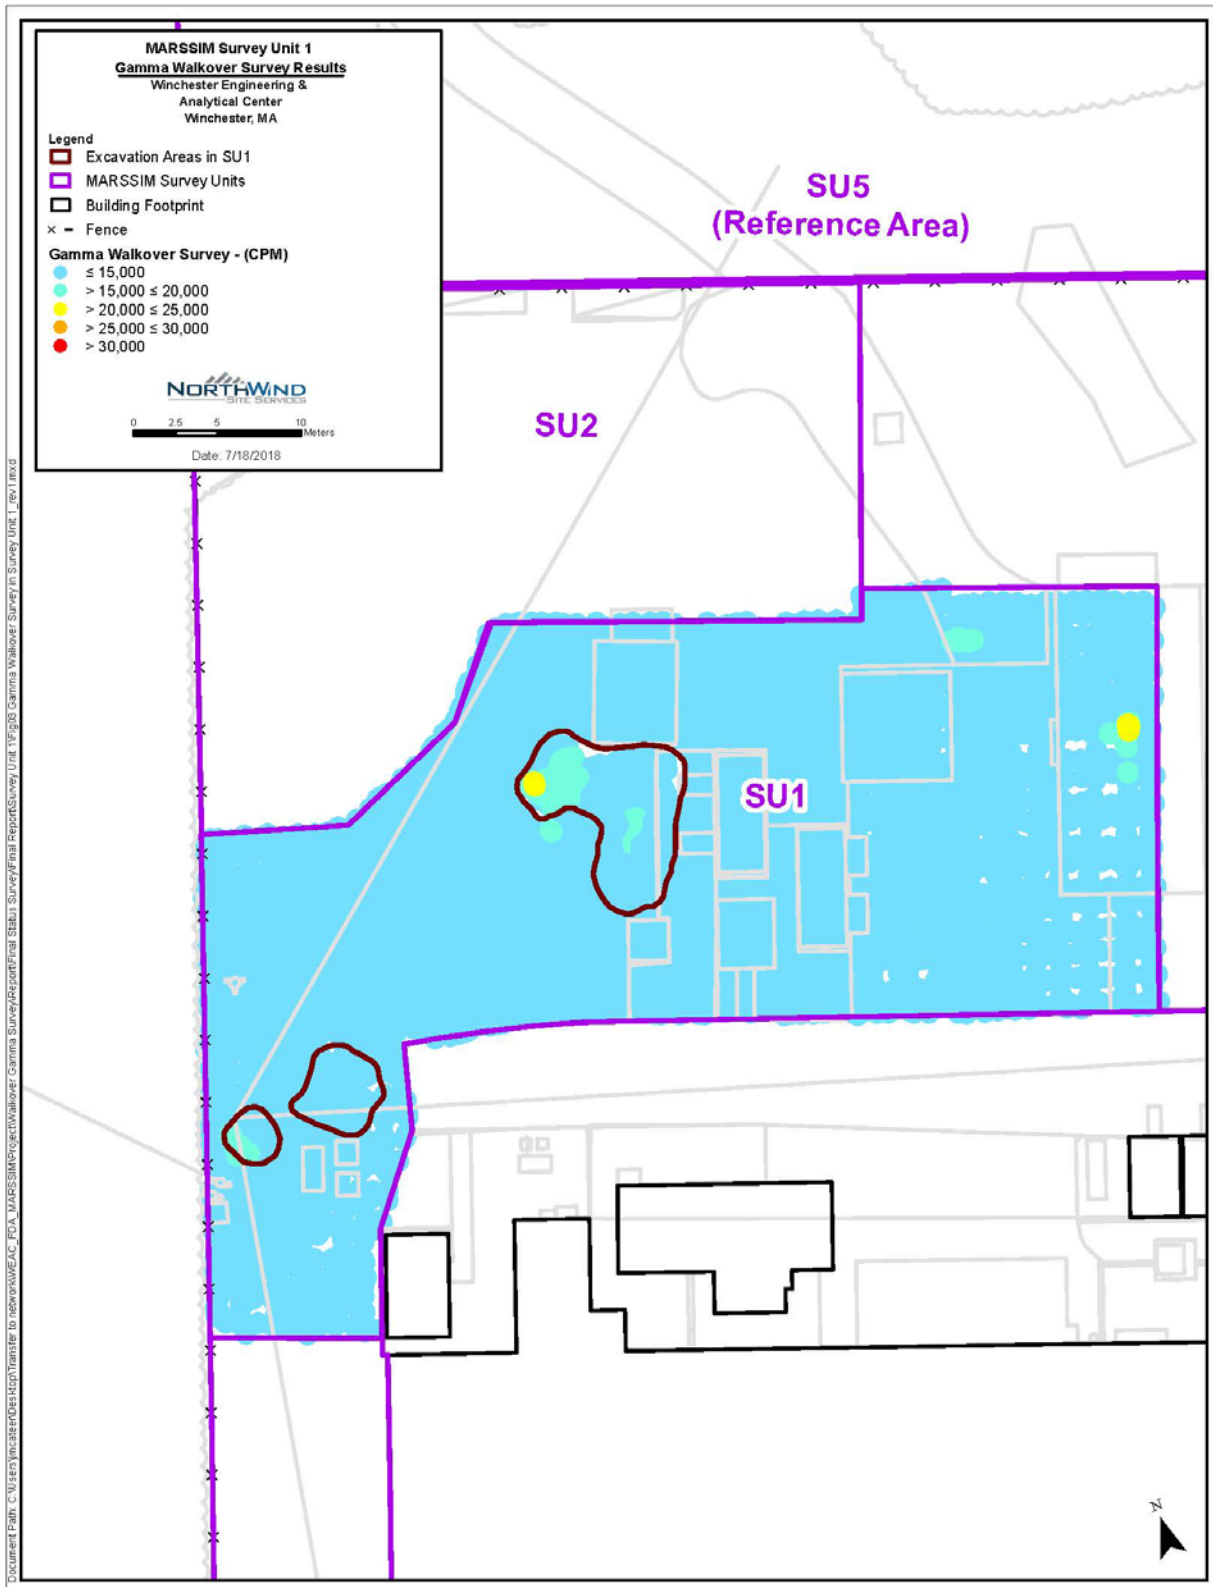 MARSSIM Survey Unit 1
Gamma Walkover Survey Results
Winchester Engineering &
Analytical Center
Winchester, MA
Legend
Excavation Areas in SU1
MARSSIM Survey Units
Building Footprint
Fence
Gamma Walkover Survey - (CPM)
≤ 15,000
> 15,000 ≤ 20,000
> 20,000 ≤ 25,000
> 25,000 ≤ 30,000
> 30,000
NORTHWIND
SITE SERVICES
0 2.5 5 10
Meters
Date: 7/18/2018
SU5
(Reference Area)
SU2
SU1
N